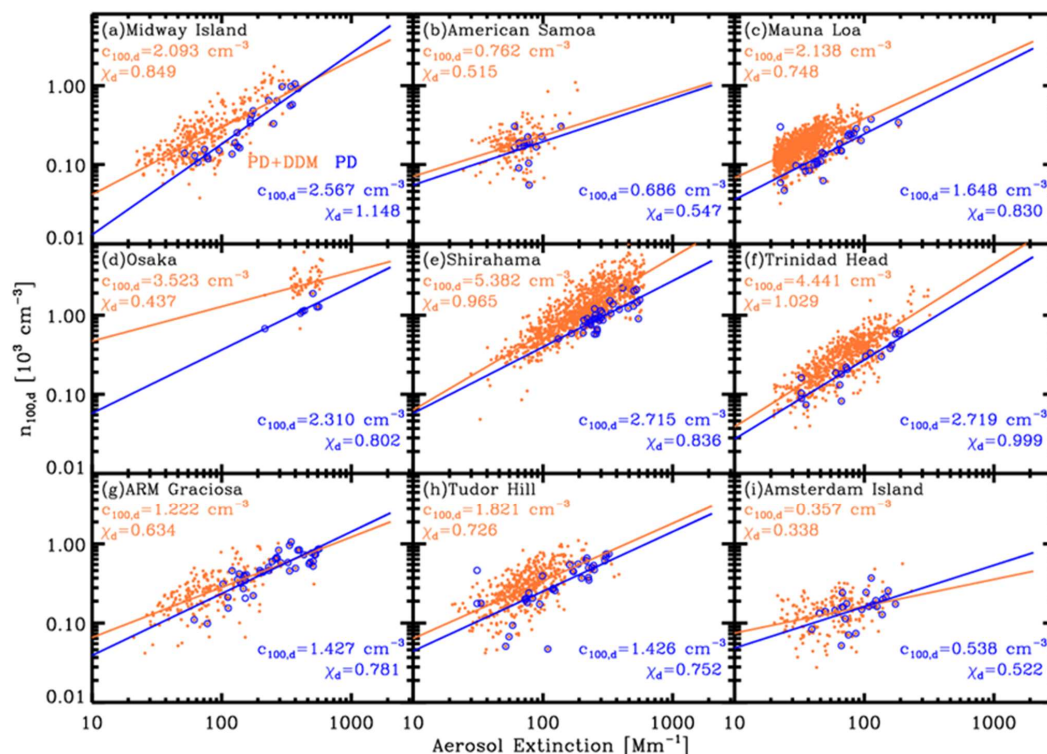 (a)Midway Island
c100,d=2.093 cm−3
χd=0.849
PD+DDM PD
c100,d=2.567 cm−3
χd=1.148
(b)American Samoa
c100,d=0.762 cm−3
χd=0.515
c100,d=0.686 cm−3
χd=0.547
(c)Mauna Loa
c100,d=2.138 cm−3
χd=0.748
c100,d=1.648 cm−3
χd=0.830
1.00
0.10
0.01
(d)Osaka
c100,d=3.523 cm−3
χd=0.437
c100,d=2.310 cm−3
χd=0.802
(e)Shirahama
c100,d=5.382 cm−3
χd=0.965
c100,d=2.715 cm−3
χd=0.836
(f)Trinidad Head
c100,d=4.441 cm−3
χd=1.029
c100,d=2.719 cm−3
χd=0.999
1.00
0.10
0.01
n100,d [10³ cm−3]
(g)ARM Graciosa
c100,d=1.222 cm−3
χd=0.634
c100,d=1.427 cm−3
χd=0.781
(h)Tudor Hill
c100,d=1.821 cm−3
χd=0.726
c100,d=1.426 cm−3
χd=0.752
(i)Amsterdam Island
c100,d=0.357 cm−3
χd=0.338
c100,d=0.538 cm−3
χd=0.522
1.00
0.10
0.01
10 100 1000 10 100 1000 10 100 1000
Aerosol Extinction [Mm−1]